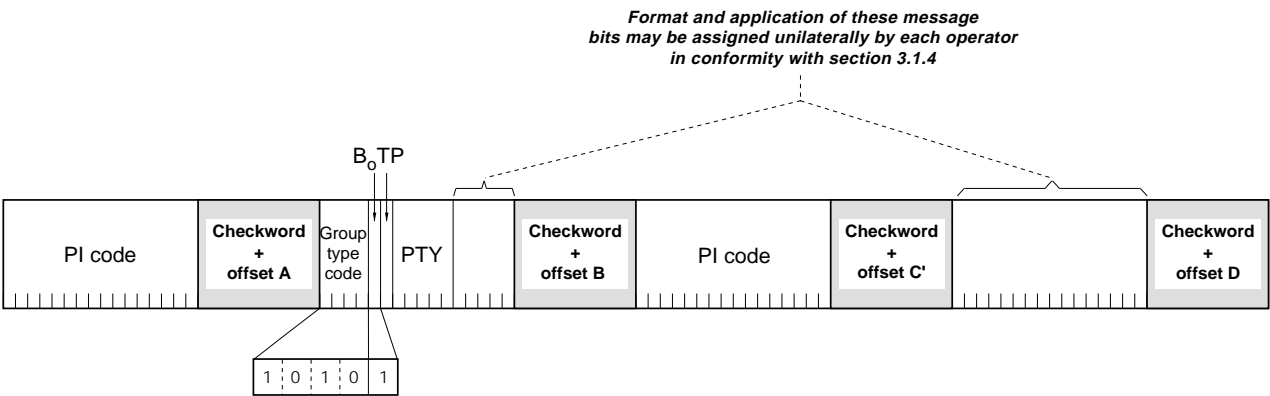 Format and application of these message
bits may be assigned unilaterally by each operator
in conformity with section 3.1.4
BoTP
PI code
Checkword
+
offset A
Group
type
code
PTY
Checkword
+
offset B
PI code
Checkword
+
offset C'
Checkword
+
offset D
1 0 1 0 1